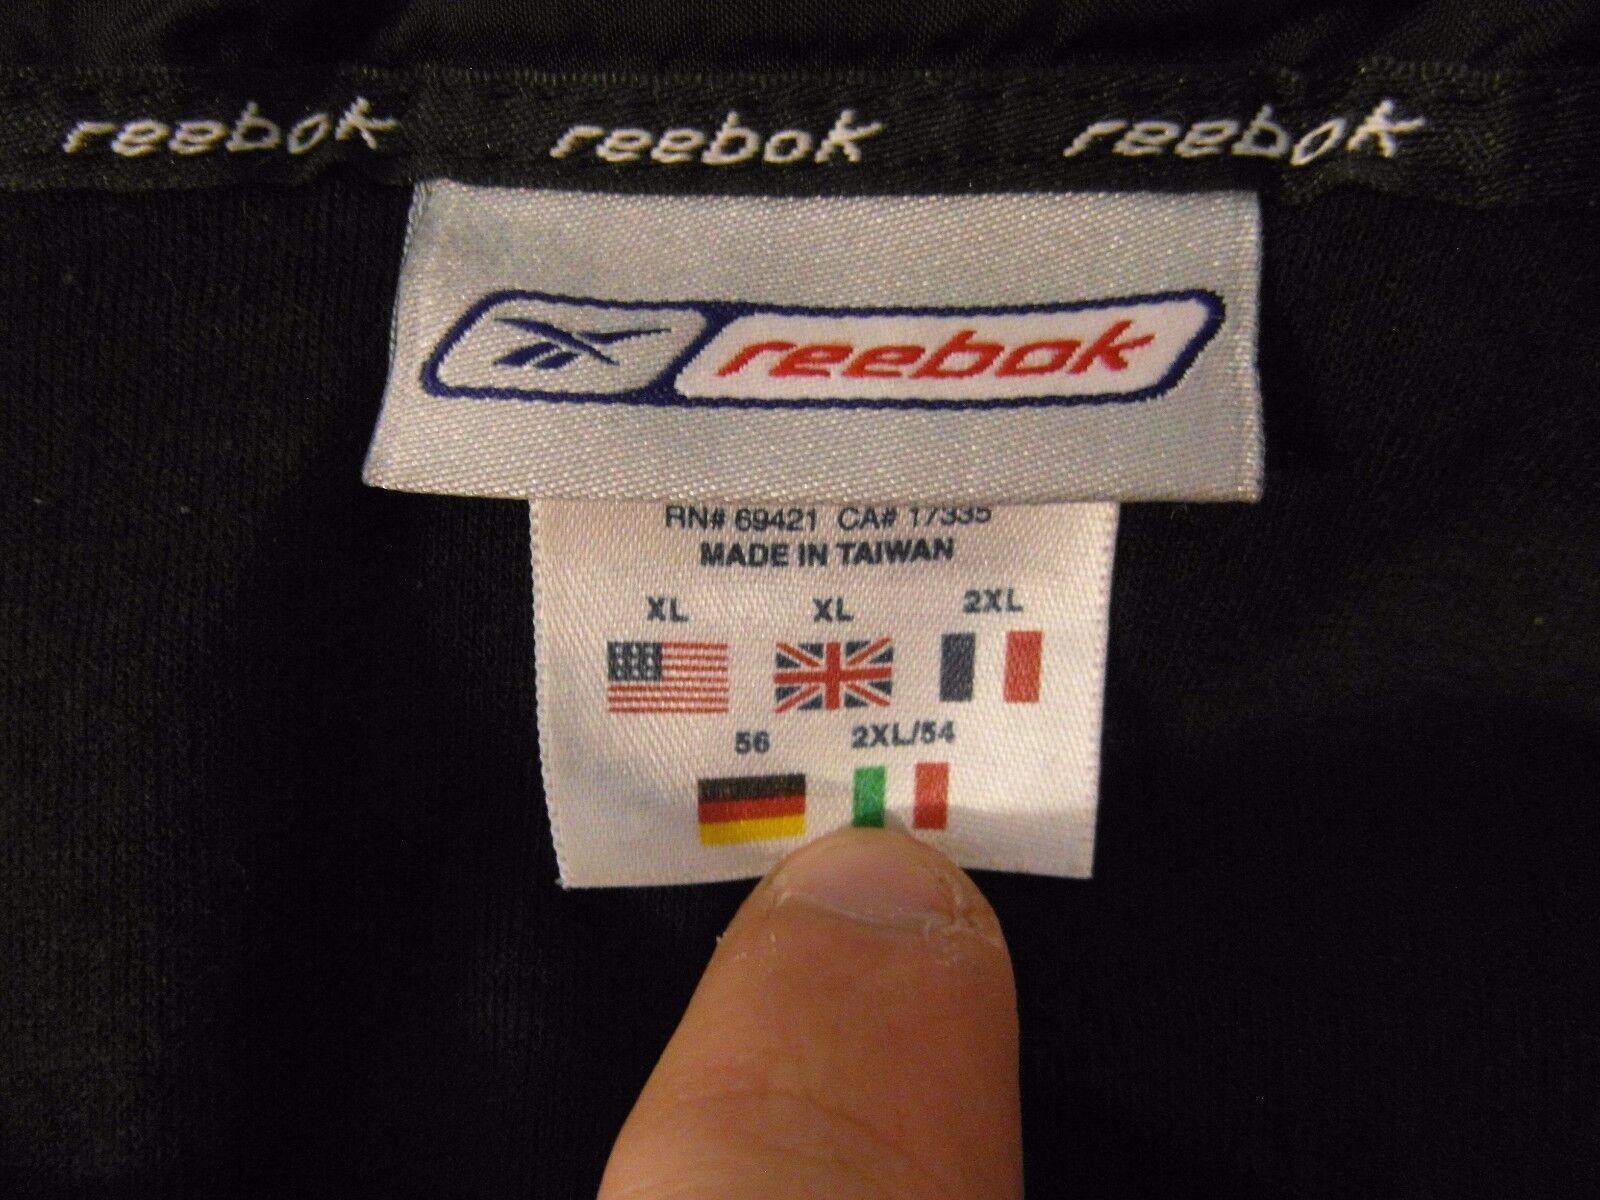 reebok reebok reebok
reebok
RN# 69421 CA# 17335
MADE IN TAIWAN
XL XL 2XL
56 2XL/54